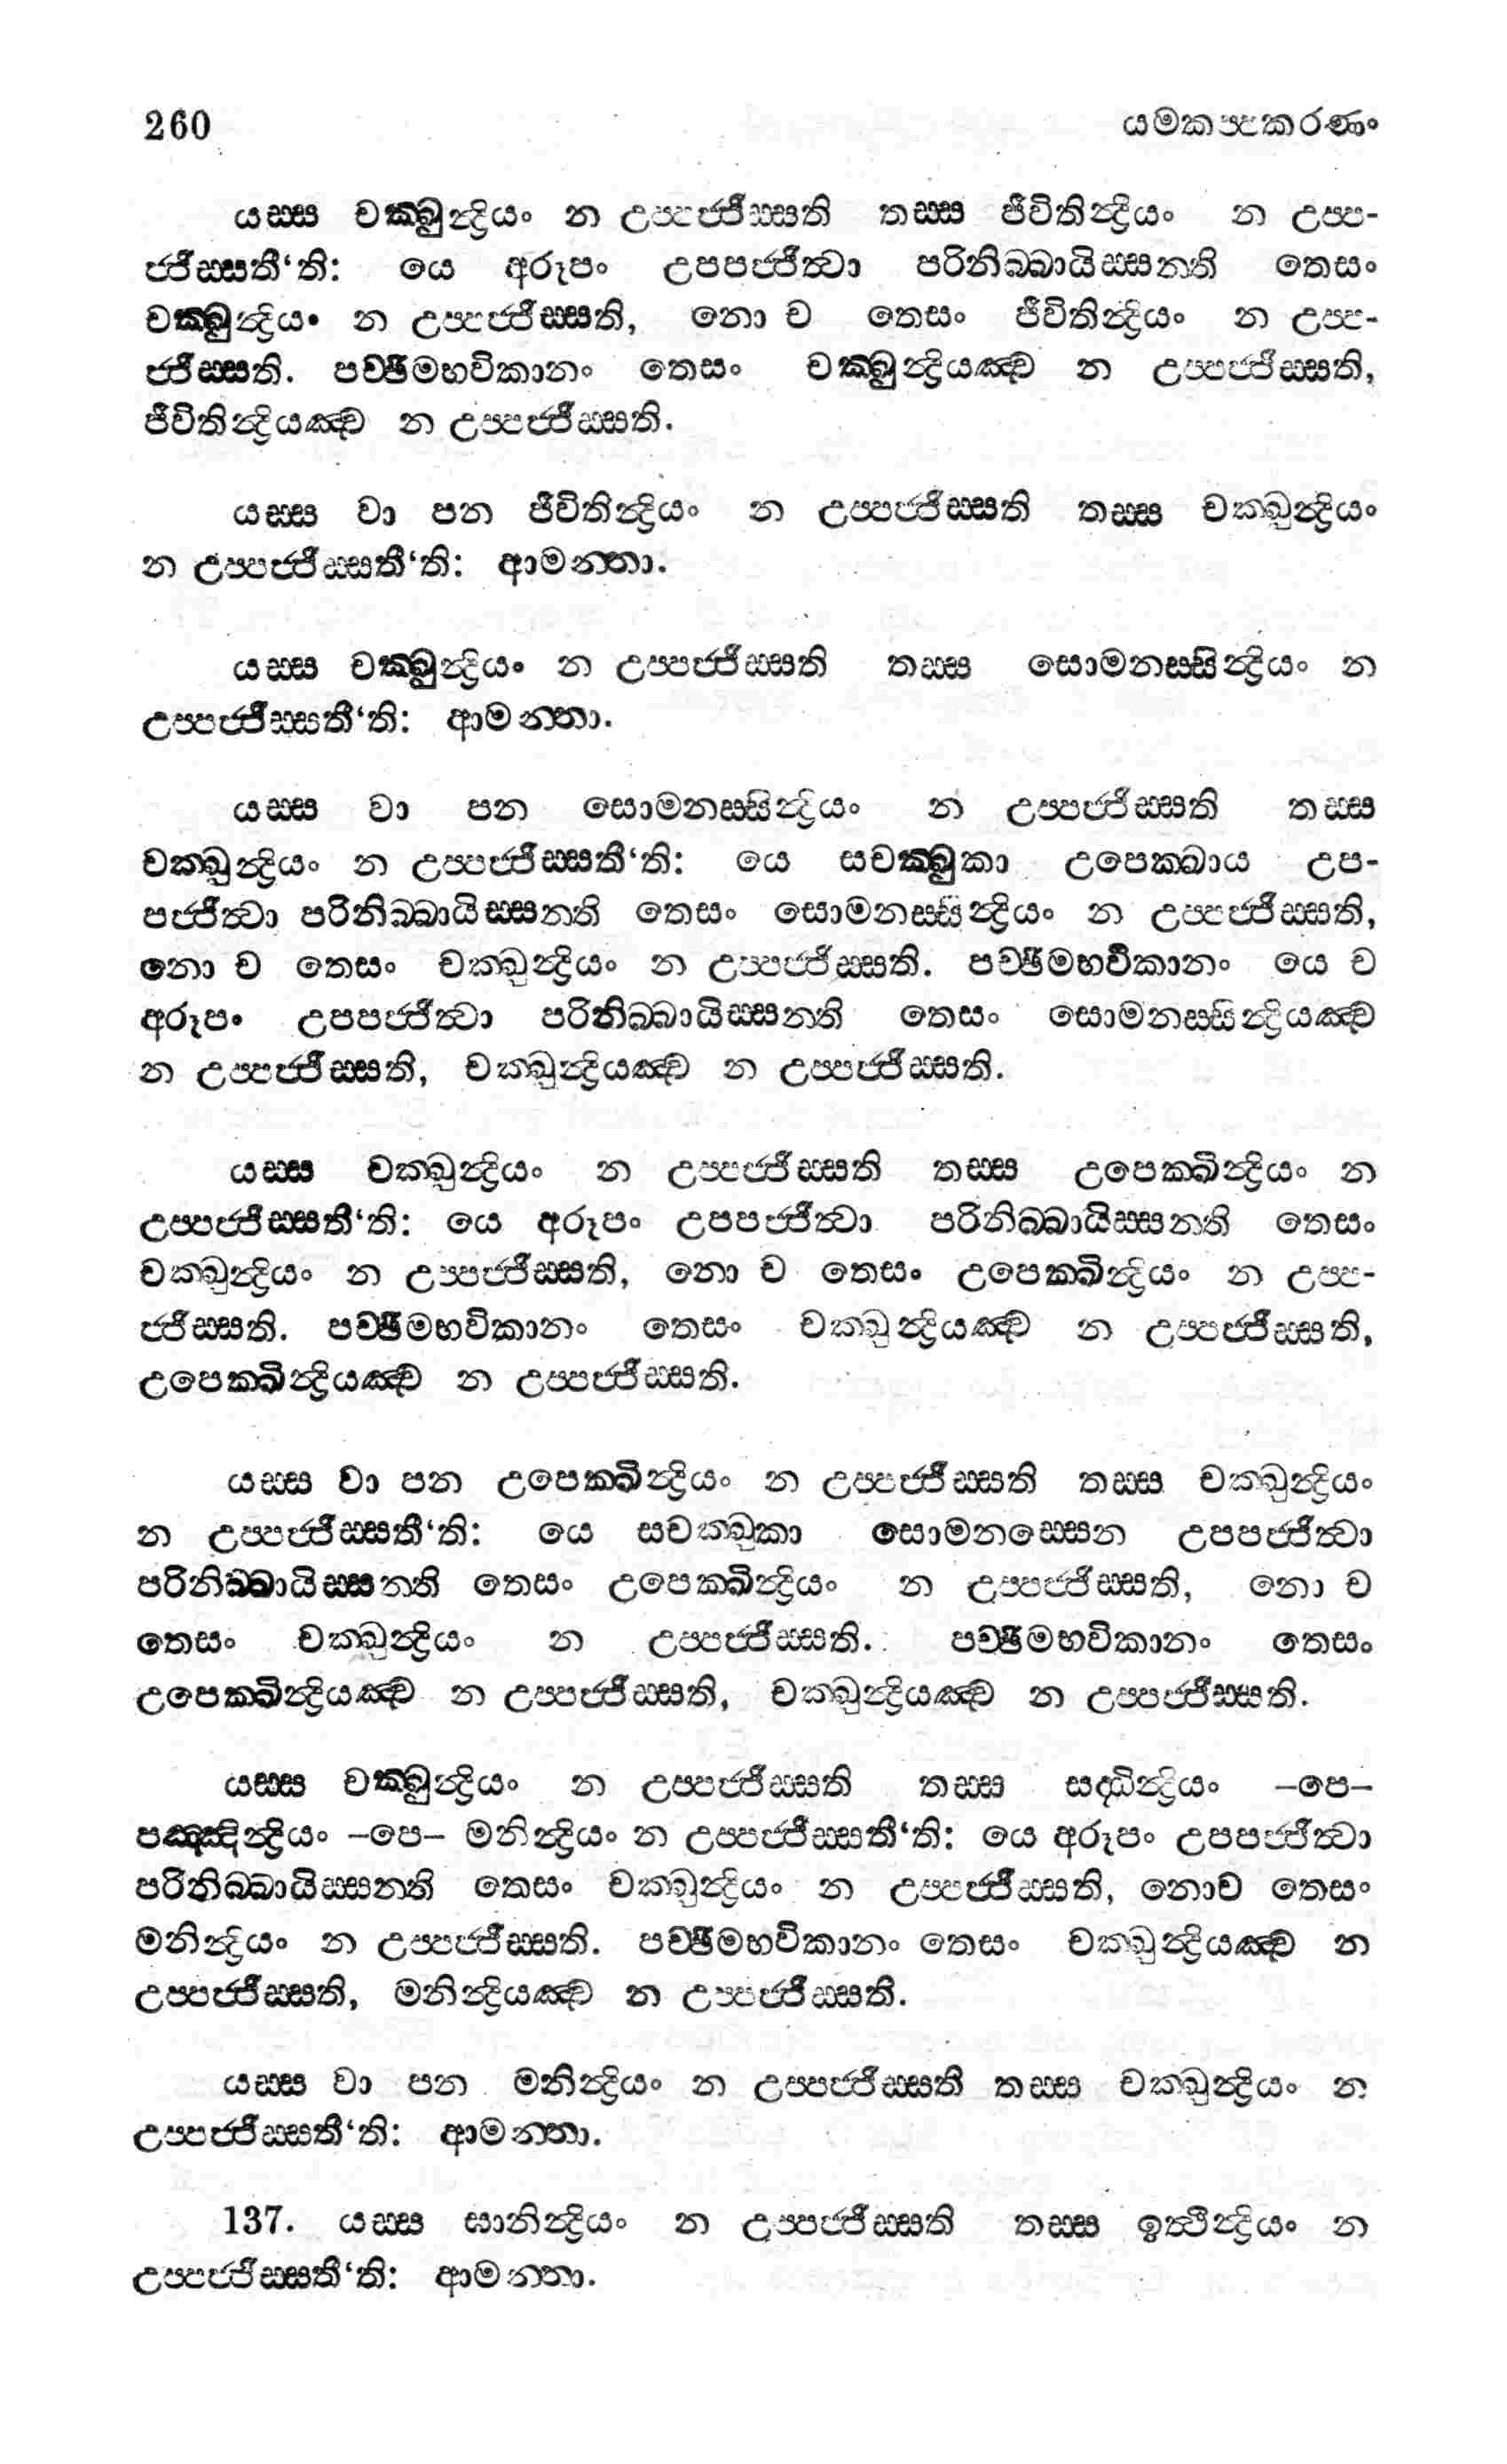 260 යමකප්පකරණං
යස්ස චක්ඛුන්ද්‍රියං න උප්පජ්ජිස්සති තස්ස ජීවිතින්ද්‍රියං න උප්ප-
ජ්ජිස්සතී‘ති: යෙ අරූපං උපපජ්ජිත්වා පරිනිබ්බායිස්සන්ති තෙසං
චක්ඛුන්ද්‍රියං න උප්පජ්ජිස්සති, නො ච තෙසං ජීවිතින්ද්‍රියං න උප්ප-
ජ්ජිස්සති. පච්ඡිමභවිකානං තෙසං චක්ඛුන්ද්‍රියඤ්ච න උප්පජ්ජිස්සති,
ජීවිතින්ද්‍රියඤ්ච න උප්පජ්ජිස්සති.
යස්ස වා පන ජීවිතින්ද්‍රියං න උප්පජ්ජිස්සති තස්ස චක්ඛුන්ද්‍රියං
න උප්පජ්ජිස්සතී‘ති: ආමන්තා.
යස්ස චක්ඛුන්ද්‍රියං න උප්පජ්ජිස්සති තස්ස සොමනස්සින්ද්‍රියං න
උප්පජ්ජිස්සතී‘ති: ආමන්තා.
යස්ස වා පන සොමනස්සින්ද්‍රියං න උප්පජ්ජිස්සති තස්ස
චක්ඛුන්ද්‍රියං න උප්පජ්ජිස්සතී‘ති: යෙ සචක්ඛුකා උපෙක්ඛාය උප-
පජ්ජිත්වා පරිනිබ්බායිස්සන්ති තෙසං සොමනස්සින්ද්‍රියං න උප්පජ්ජිස්සති,
නො ච තෙසං චක්ඛුන්ද්‍රියං න උප්පජ්ජිස්සති. පච්ඡිමභවිකානං යෙ ච
අරූපං උපපජ්ජිත්වා පරිනිබ්බායිස්සන්ති තෙසං සොමනස්සින්ද්‍රියඤ්ච
න උප්පජ්ජිස්සති, චක්ඛුන්ද්‍රියඤ්ච න උප්පජ්ජිස්සති.
යස්ස චක්ඛුන්ද්‍රියං න උප්පජ්ජිස්සති තස්ස උපෙක්ඛින්ද්‍රියං න
උප්පජ්ජිස්සතී‘ති: යෙ අරූපං උපපජ්ජිත්වා පරිනිබ්බායිස්සන්ති තෙසං
චක්ඛුන්ද්‍රියං න උප්පජ්ජිස්සති, නො ච තෙසං උපෙක්ඛින්ද්‍රියං න උප්ප-
ජ්ජිස්සති. පච්ඡිමභවිකානං තෙසං චක්ඛුන්ද්‍රියඤ්ච න උප්පජ්ජිස්සති,
උපෙක්ඛින්ද්‍රියඤ්ච න උප්පජ්ජිස්සති.
යස්ස වා පන උපෙක්ඛින්ද්‍රියං න උප්පජ්ජිස්සති තස්ස චක්ඛුන්ද්‍රියං
න උප්පජ්ජිස්සතී‘ති: යෙ සචක්ඛුකා සොමනස්සෙන උපපජ්ජිත්වා
පරිනිබ්බායිස්සන්ති තෙසං උපෙක්ඛින්ද්‍රියං න උප්පජ්ජිස්සති, නො ච
තෙසං චක්ඛුන්ද්‍රියං න උප්පජ්ජිස්සති. පච්ඡිමභවිකානං තෙසං
උපෙක්ඛින්ද්‍රියඤ්ච න උප්පජ්ජිස්සති, චක්ඛුන්ද්‍රියඤ්ච න උප්පජ්ජිස්සති.
යස්ස චක්ඛුන්ද්‍රියං න උප්පජ්ජිස්සති තස්ස සද්ධින්ද්‍රියං –පෙ–
පඤ්ඤින්ද්‍රියං –පෙ– මනින්ද්‍රියං න උප්පජ්ජිස්සතී‘ති: යෙ අරූපං උපපජ්ජිත්වා
පරිනිබ්බායිස්සන්ති තෙසං චක්ඛුන්ද්‍රියං න උප්පජ්ජිස්සති, නොච තෙසං
මනින්ද්‍රියං න උප්පජ්ජිස්සති. පච්ඡිමභවිකානං තෙසං චක්ඛුන්ද්‍රියඤ්ච න
උප්පජ්ජිස්සති, මනින්ද්‍රියඤ්ච න උප්පජ්ජිස්සති.
යස්ස වා පන මනින්ද්‍රියං න උප්පජ්ජිස්සති තස්ස චක්ඛුන්ද්‍රියං න
උප්පජ්ජිස්සතී‘ති: ආමන්තා.
137. යස්ස ඝානින්ද්‍රියං න උප්පජ්ජිස්සති තස්ස ඉත්ථින්ද්‍රියං න
උප්පජ්ජිස්සතී‘ති: ආමන්තා.